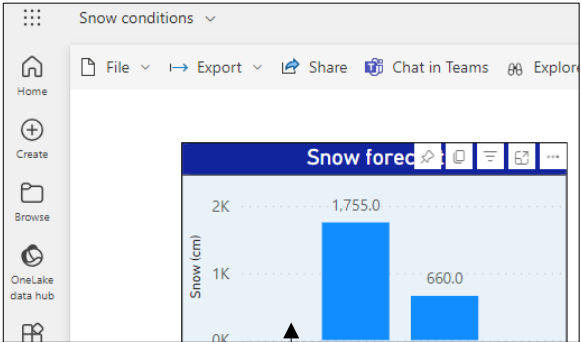 Snow conditions
File
Export
Share
Chat in Teams
Explore
Home
Create
Browse
OneLake
data hub
Snow forec t
2K
1,755.0
Snow (cm)
1K
660.0
0K